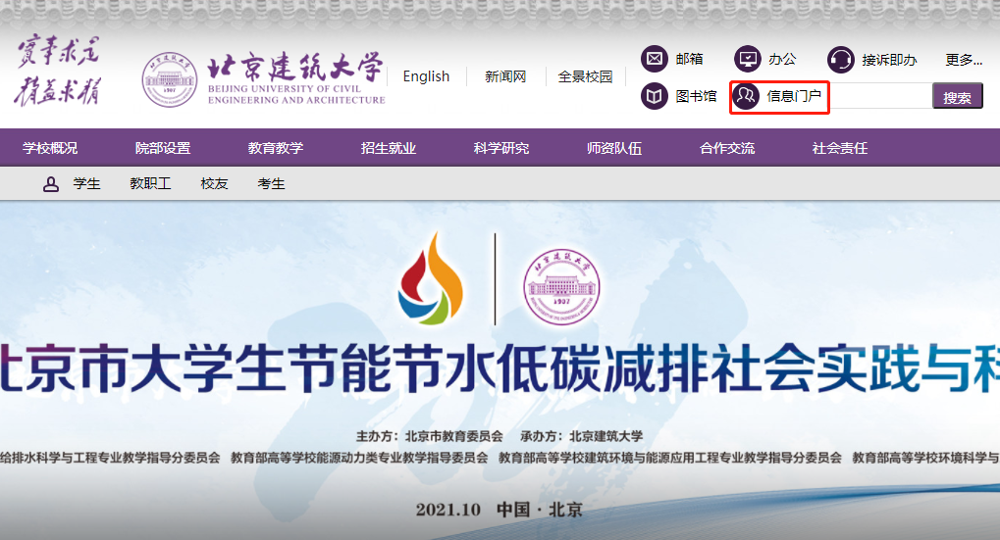 实事求是
精益求精
北京建筑大学
BEIJING UNIVERSITY OF CIVIL
ENGINEERING AND ARCHITECTURE
1907
English 新闻网 全景校园
邮箱 办公 接诉即办 更多...
图书馆 信息门户 搜索
学校概况 院部设置 教育教学 招生就业 科学研究 师资队伍 合作交流 社会责任
学生 教职工 校友 考生
北京建筑大学
1907
北京市大学生节能节水低碳减排社会实践与科
主办方：北京市教育委员会 承办方：北京建筑大学
给排水科学与工程专业教学指导分委员会 教育部高等学校能源动力类专业教学指导委员会 教育部高等学校建筑环境与能源应用工程专业教学指导分委员会 教育部高等学校环境科学与
2021.10 中国·北京